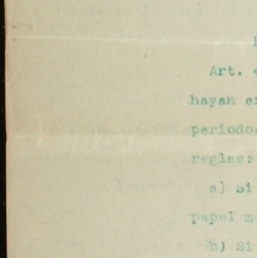 Art.
hayan
periodo
reglas:
a) Si
papel
b) Si